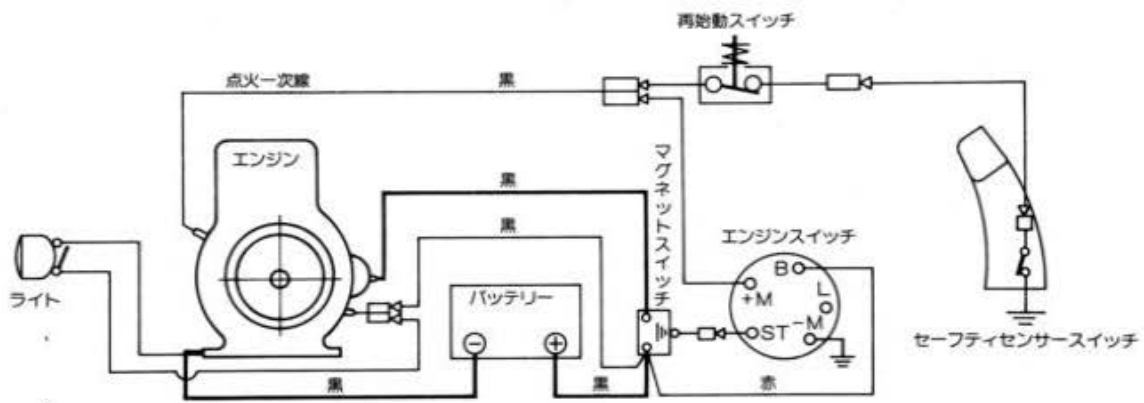 再始動スイッチ
点火一次線
黒
エンジン
マグネットスイッチ
黒
黒
エンジンスイッチ
B
L
+M
ライト
バッテリー
ST
-M
セーフティセンサースイッチ
黒
黒
赤